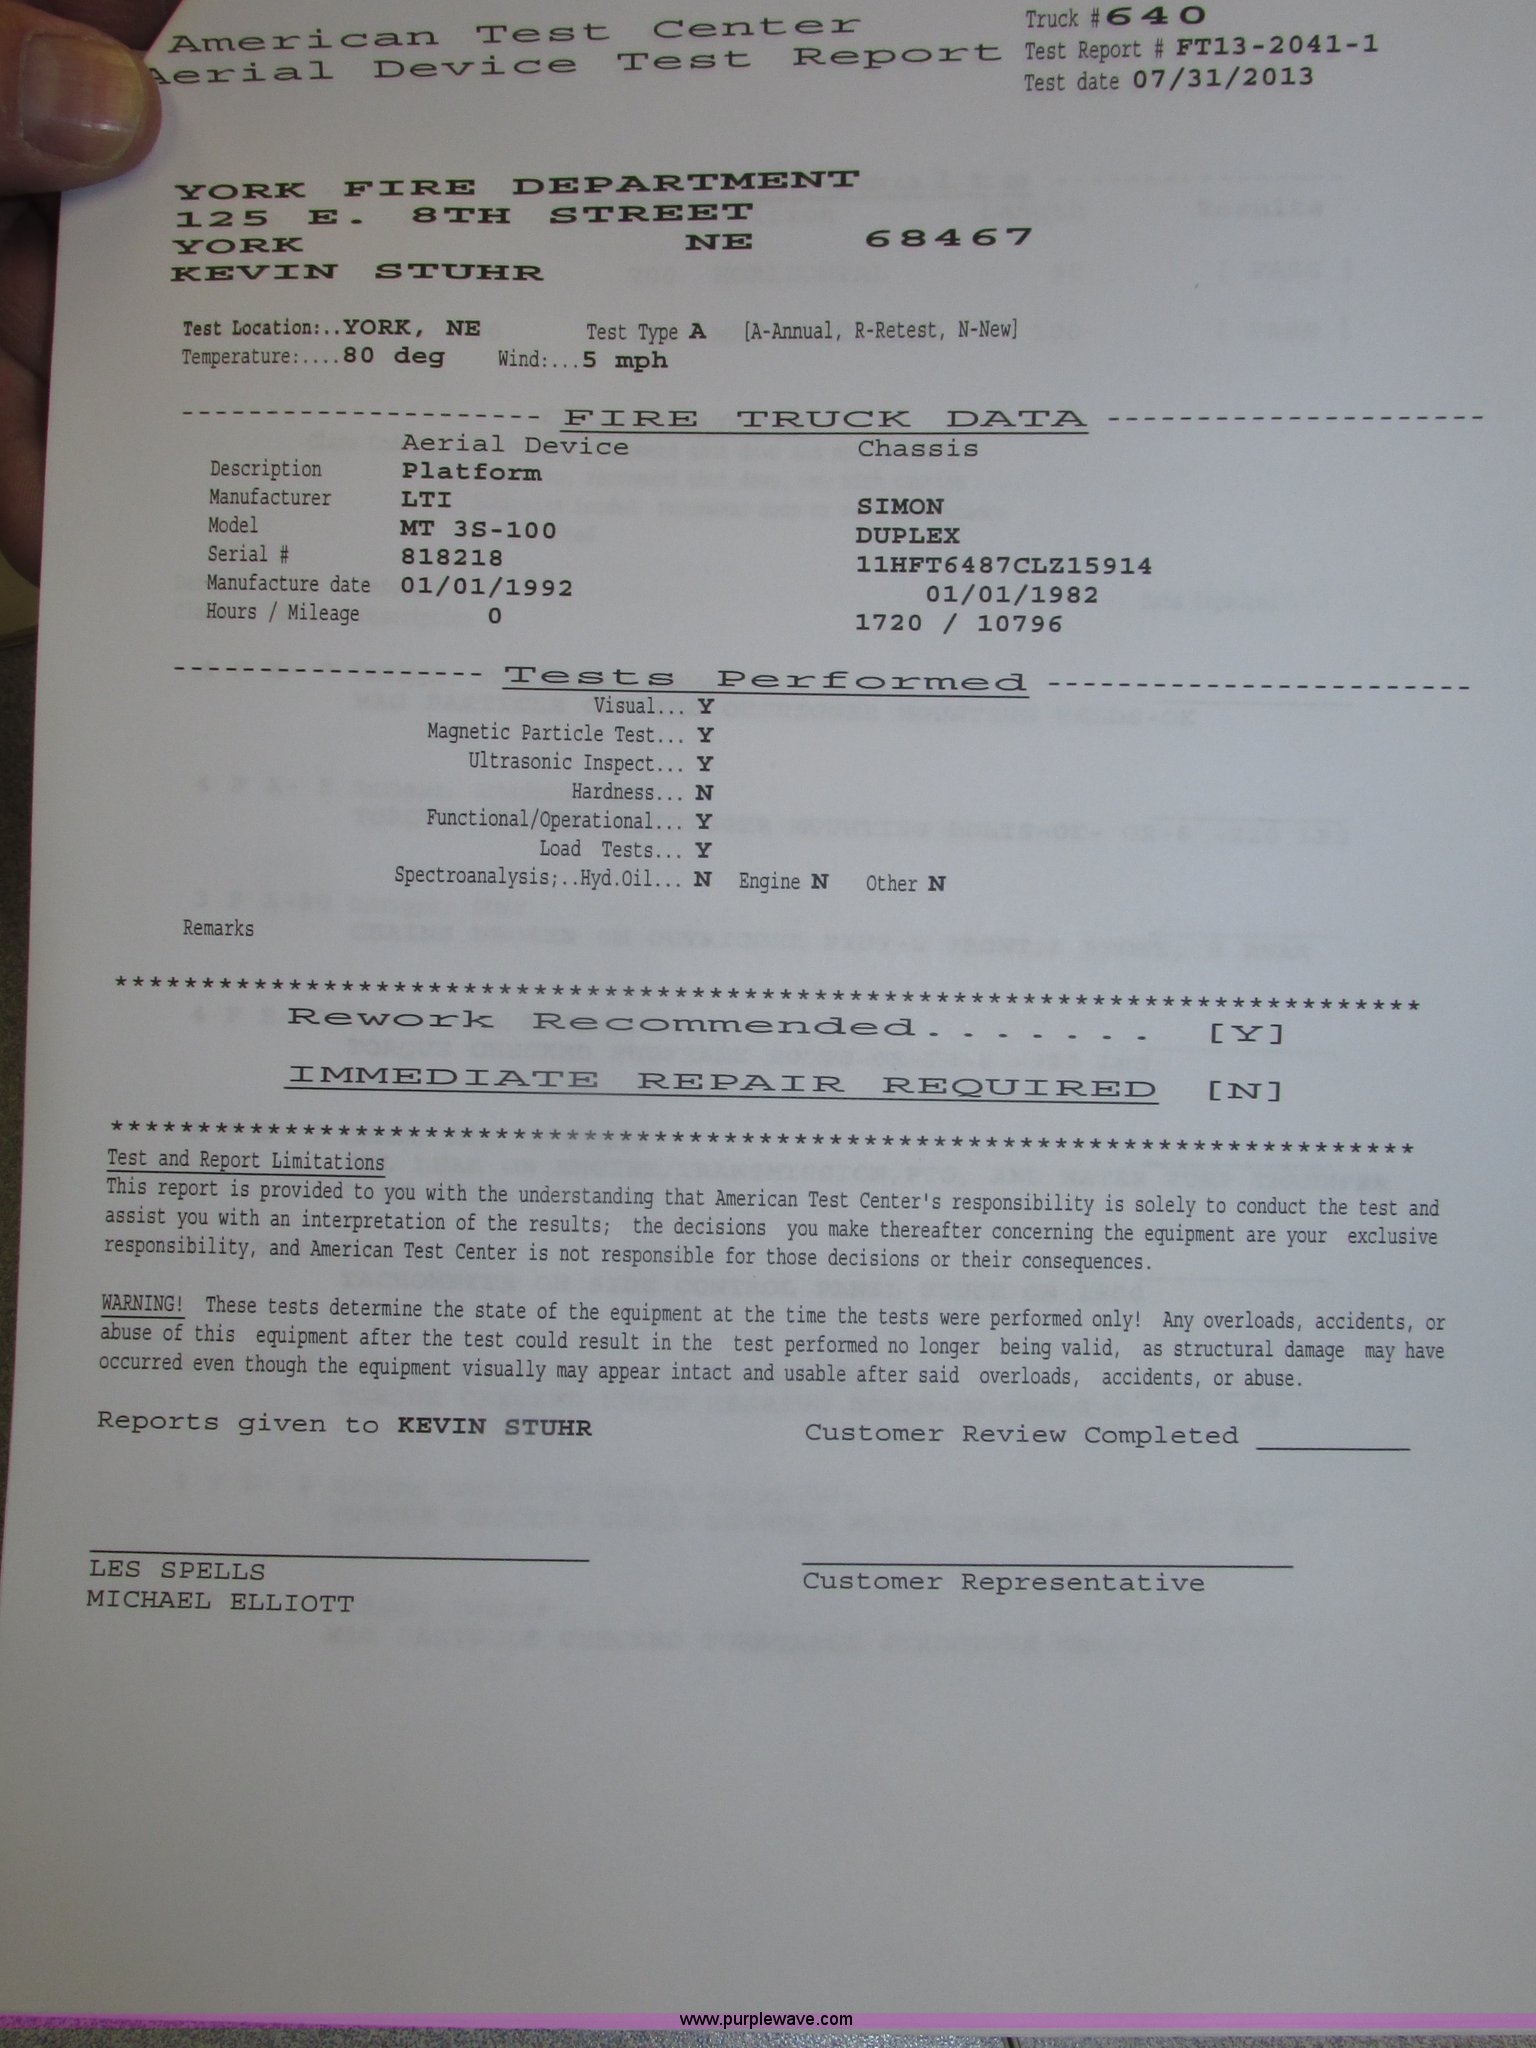 American Test Center
Aerial Device Test Report
Truck # 640
Test Report # FT13-2041-1
Test date 07/31/2013
YORK FIRE DEPARTMENT
125 E. 8TH STREET
YORK NE 68467
KEVIN STUHR
Test Location:..YORK, NE Test Type A [A-Annual, R-Retest, N-New]
Temperature:....80 deg Wind:...5 mph
-------------------- FIRE TRUCK DATA ---------------------
Aerial Device Chassis
Description Platform
Manufacturer LTI SIMON
Model MT 3S-100 DUPLEX
Serial # 818218 11HFT6487CLZ15914
Manufacture date 01/01/1992 01/01/1982
Hours / Mileage 0 1720 / 10796
------------------ Tests Performed ------------------------
Visual... Y
Magnetic Particle Test... Y
Ultrasonic Inspect... Y
Hardness... N
Functional/Operational... Y
Load Tests... Y
Spectroanalysis;..Hyd.Oil... N Engine N Other N
Remarks
***************************************************************************
Rework Recommended....... [Y]
IMMEDIATE REPAIR REQUIRED [N]
***************************************************************************
Test and Report Limitations
This report is provided to you with the understanding that American Test Center's responsibility is solely to conduct the test and
assist you with an interpretation of the results; the decisions you make thereafter concerning the equipment are your exclusive
responsibility, and American Test Center is not responsible for those decisions or their consequences.
WARNING! These tests determine the state of the equipment at the time the tests were performed only! Any overloads, accidents, or
abuse of this equipment after the test could result in the test performed no longer being valid, as structural damage may have
occurred even though the equipment visually may appear intact and usable after said overloads, accidents, or abuse.
Reports given to KEVIN STUHR Customer Review Completed __________
LES SPELLS
MICHAEL ELLIOTT
Customer Representative
www.purplewave.com